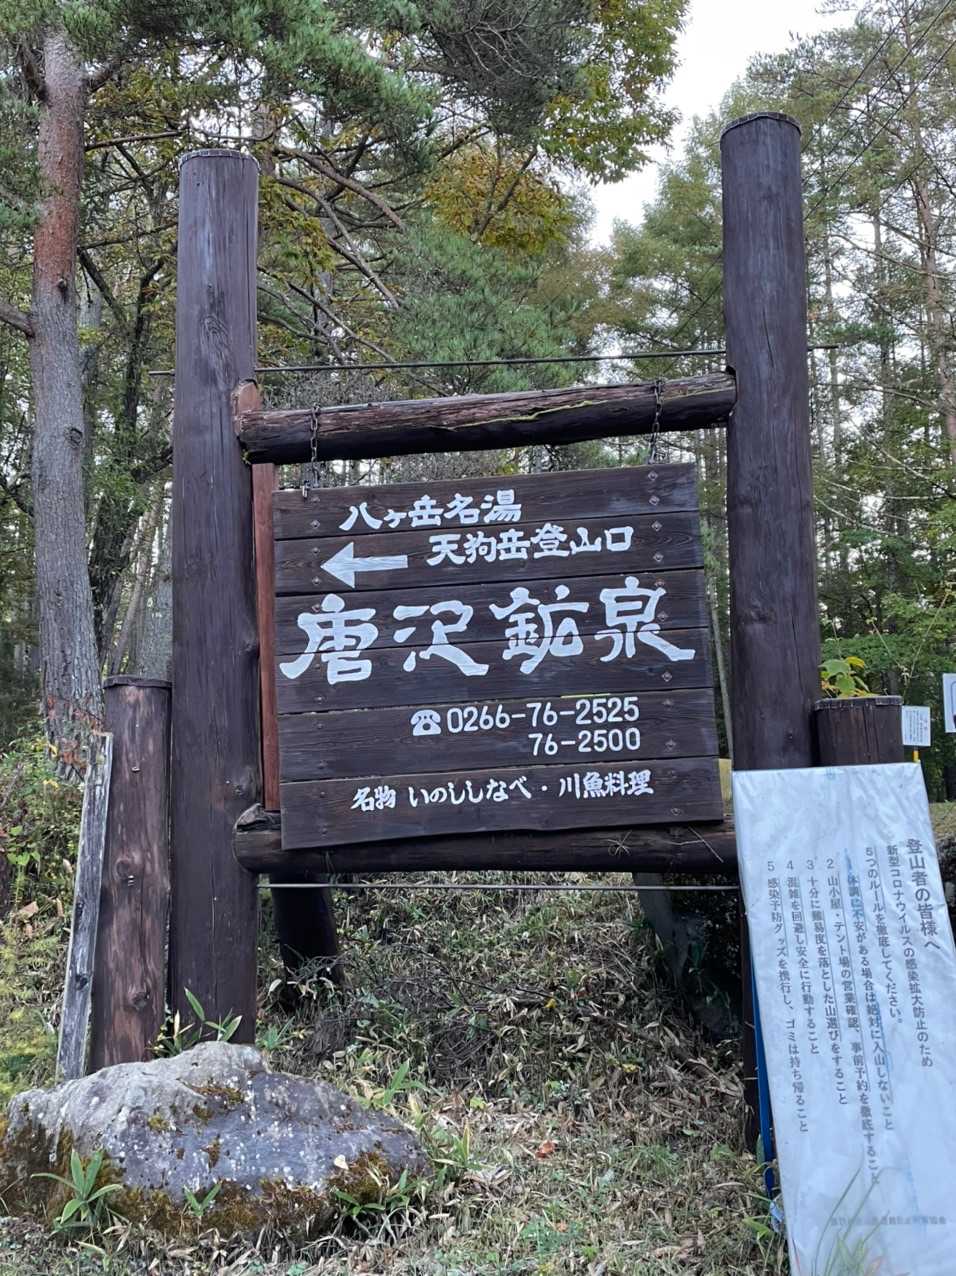 八ヶ岳名湯
天狗岳登山口
唐沢鉱泉
☎0266-76-2525
76-2500
名物 いのししなべ・川魚料理
登山者の皆様へ
新型コロナウイルスの感染拡大防止のため
5つのルールを徹底してください。
1 体調に不安がある場合は絶対に入山しないこと
2 山小屋・テント場の営業確認、事前予約を徹底すること
3 十分に難易度を落とした山選びをすること
4 混雑を回避し安全に行動すること
5 感染予防グッズを携行し、ゴミは持ち帰ること